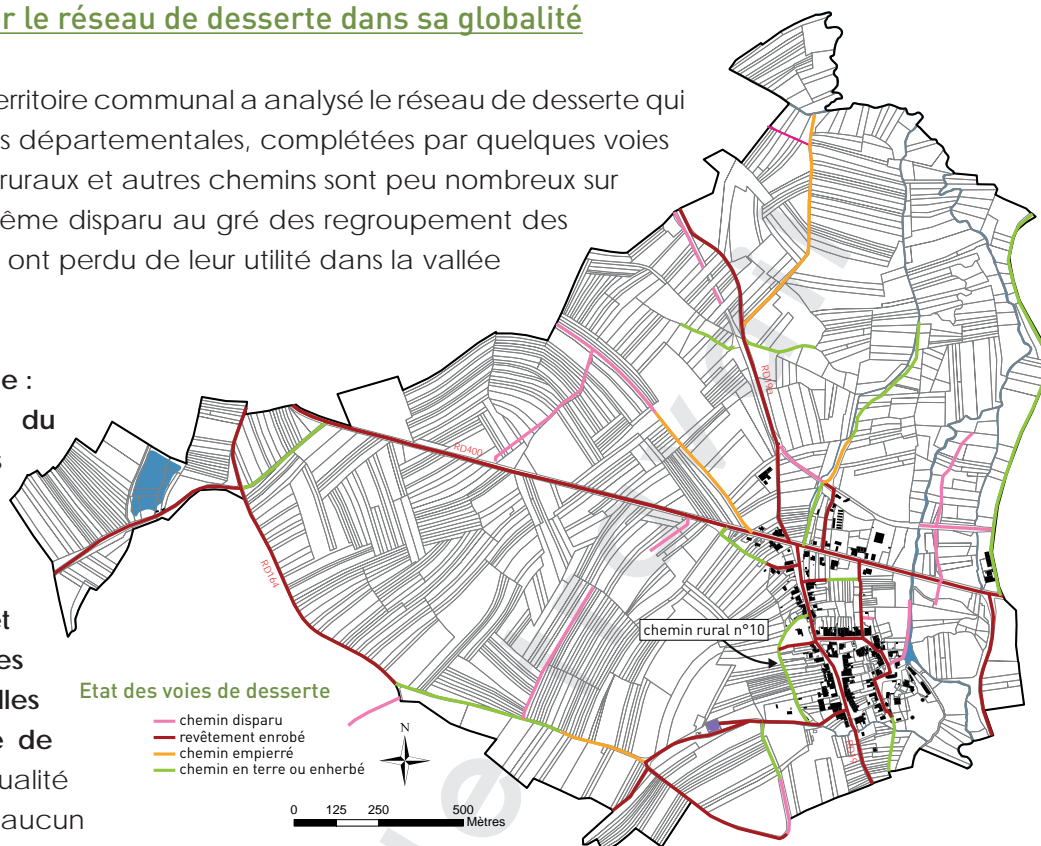 r le réseau de desserte dans sa globalité
erritoire communal a analysé le réseau de desserte qui
s départementales, complétées par quelques voies
ruraux et autres chemins sont peu nombreux sur
ême disparu au gré des regroupement des
ont perdu de leur utilité dans la vallée
e :
du
s
et
es
lles
e de
ualité
aucun
RD400
RD164
chemin rural n°10
Etat des voies de desserte
chemin disparu
revêtement enrobé
chemin empierré
chemin en terre ou enherbé
N
0 125 250 500
Mètres